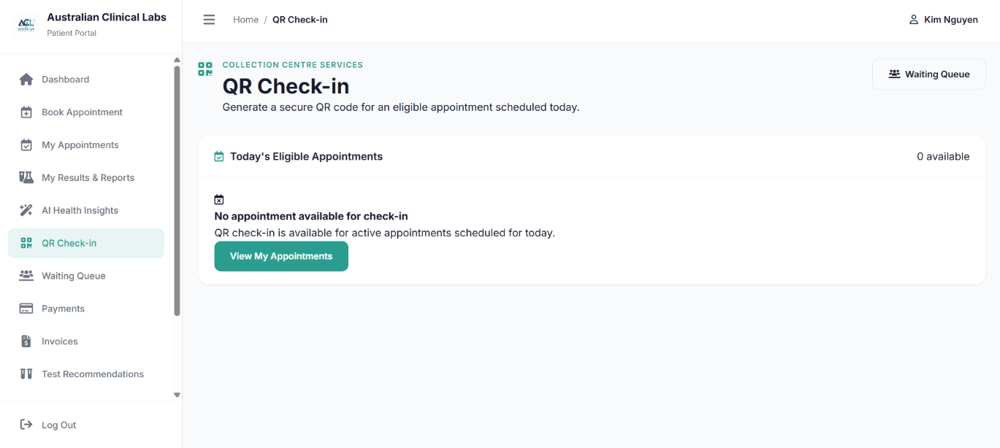 Australian Clinical Labs
Patient Portal
Home / QR Check-in
Kim Nguyen
Dashboard
Book Appointment
My Appointments
My Results & Reports
AI Health Insights
QR Check-in
Waiting Queue
Payments
Invoices
Test Recommendations
Log Out
COLLECTION CENTRE SERVICES
QR Check-in
Generate a secure QR code for an eligible appointment scheduled today.
Waiting Queue
Today's Eligible Appointments
0 available
No appointment available for check-in
QR check-in is available for active appointments scheduled for today.
View My Appointments